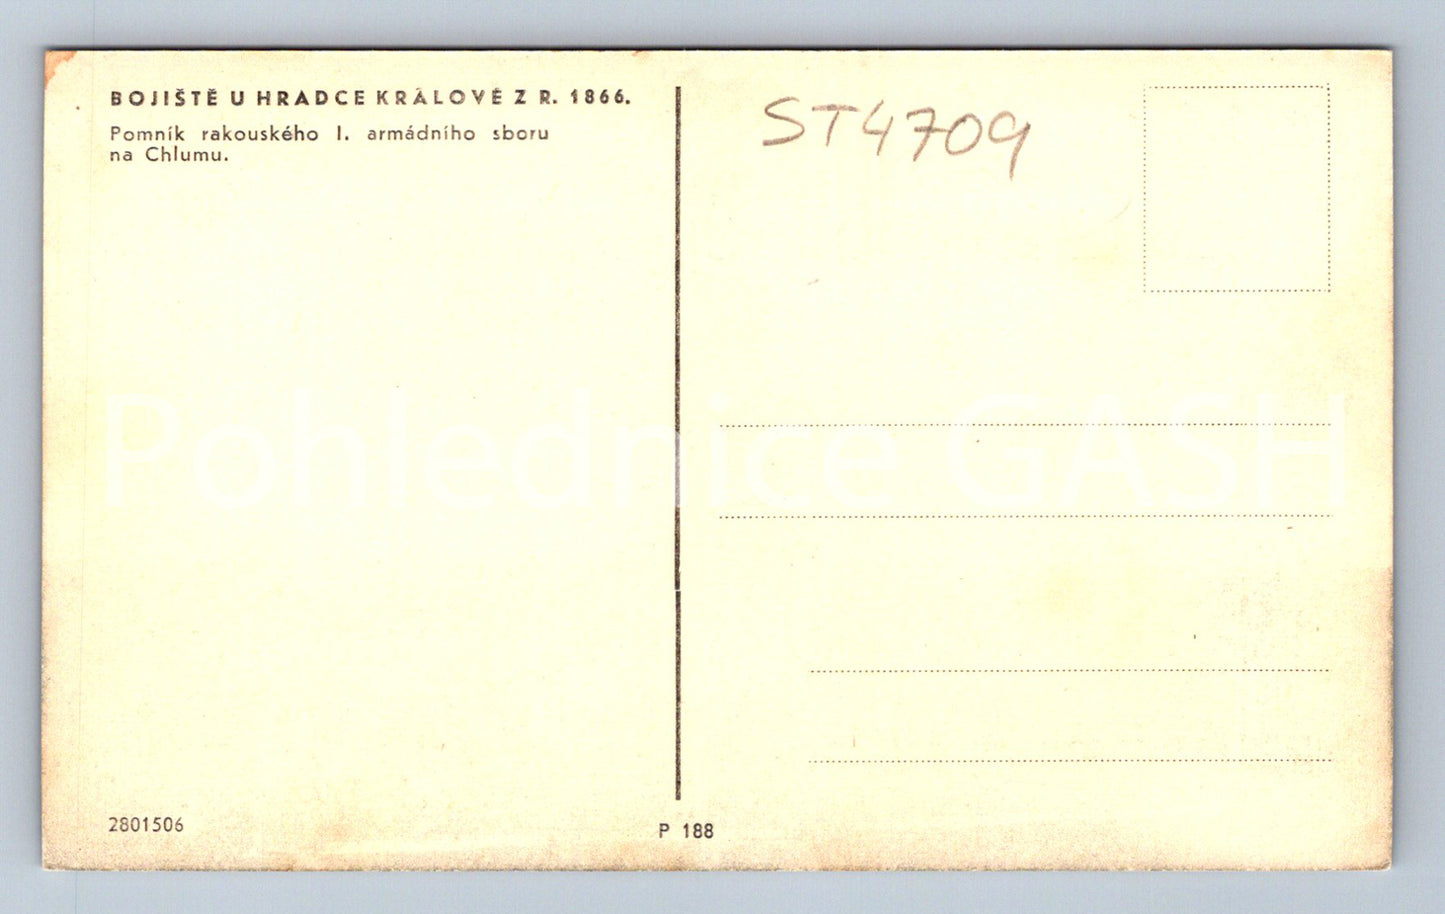 BOJIŠTĚ U HRADCE KRÁLOVÉ Z R. 1866.
Pomník rakouského I. armádního sboru
na Chlumu.
ST4709
Pohlednice GASH
2801506
P 188